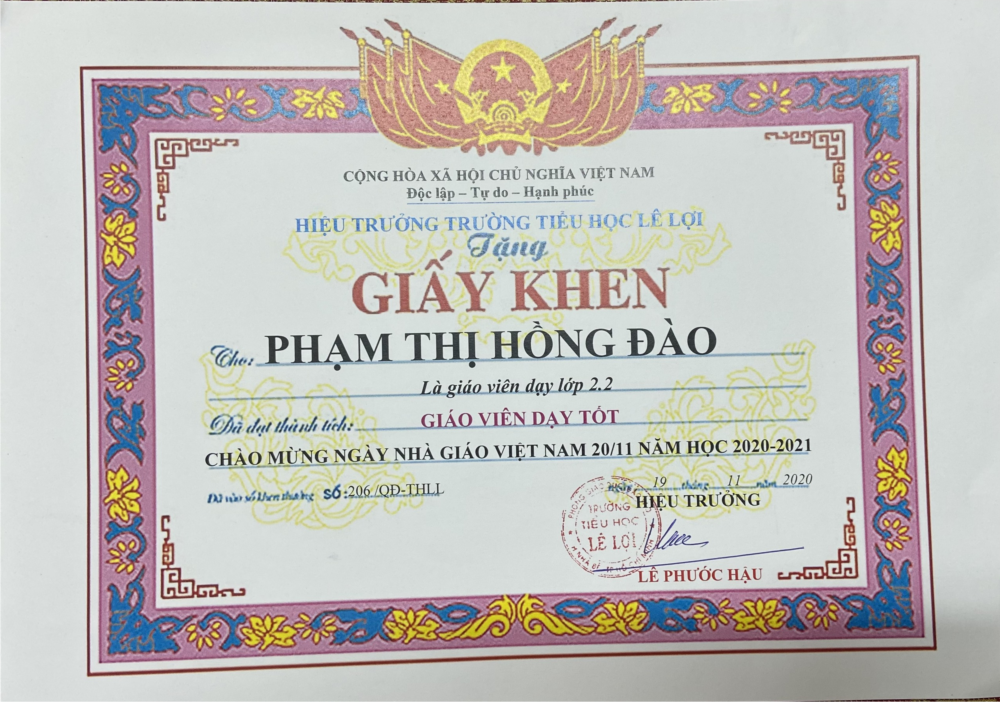 CỘNG HÒA XÃ HỘI CHỦ NGHĨA VIỆT NAM
Độc lập – Tự do – Hạnh phúc
HIỆU TRƯỞNG TRƯỜNG TIỂU HỌC LÊ LỢI
Tặng
GIẤY KHEN
Cho: PHẠM THỊ HỒNG ĐÀO
Là giáo viên dạy lớp 2.2
Đã đạt thành tích: GIÁO VIÊN DẠY TỐT
CHÀO MỪNG NGÀY NHÀ GIÁO VIỆT NAM 20/11 NĂM HỌC 2020-2021
Đã vào sổ khen thưởng SỐ:206 /QĐ-THLL
ngày 19 tháng 11 năm 2020
HIỆU TRƯỞNG
TRƯỜNG
TIỂU HỌC
LÊ LỢI
LÊ PHƯỚC HẬU